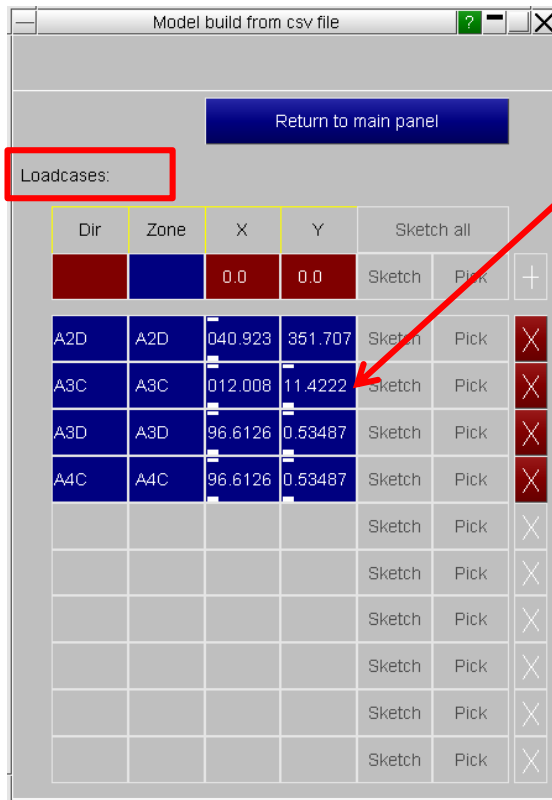 Model build from csv file ?
Return to main panel
Loadcases:
Dir Zone X Y Sketch all
0.0 0.0 Sketch Pick +
A2D A2D 040.923 351.707 Sketch Pick X
A3C A3C 012.008 11.4222 Sketch Pick X
A3D A3D 96.6126 0.53487 Sketch Pick X
A4C A4C 96.6126 0.53487 Sketch Pick X
Sketch Pick X
Sketch Pick X
Sketch Pick X
Sketch Pick X
Sketch Pick X
Sketch Pick X